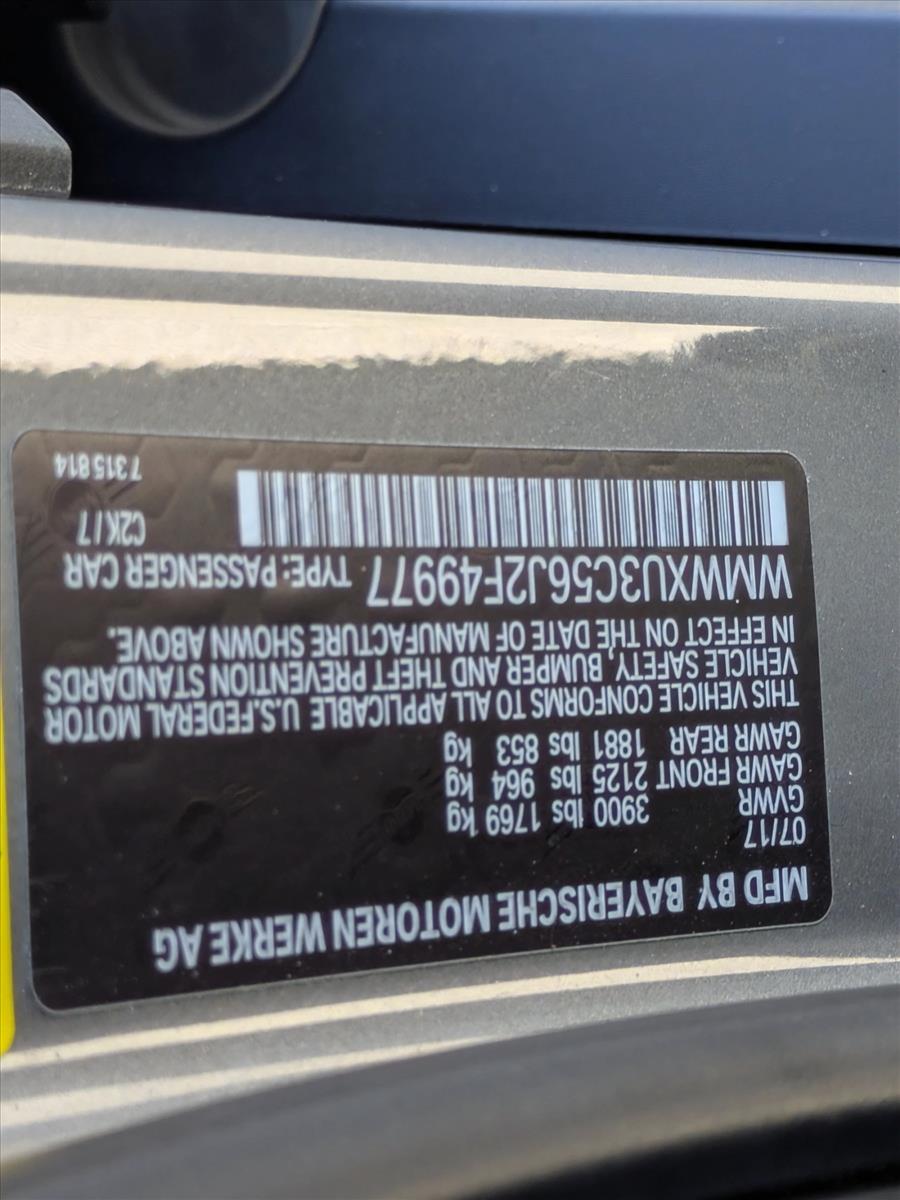 MFD BY BAYERISCHE MOTOREN WERKE AG
07/17
GVWR 3900 lbs 1769 kg
GAWR FRONT 2125 lbs 964 kg
GAWR REAR 1881 lbs 853 kg
THIS VEHICLE CONFORMS TO ALL APPLICABLE U.S.FEDERAL MOTOR
VEHICLE SAFETY, BUMPER AND THEFT PREVENTION STANDARDS
IN EFFECT ON THE DATE OF MANUFACTURE SHOWN ABOVE.
WMWXU3C56J2F49977 TYPE: PASSENGER CAR
C2K/7
7315814